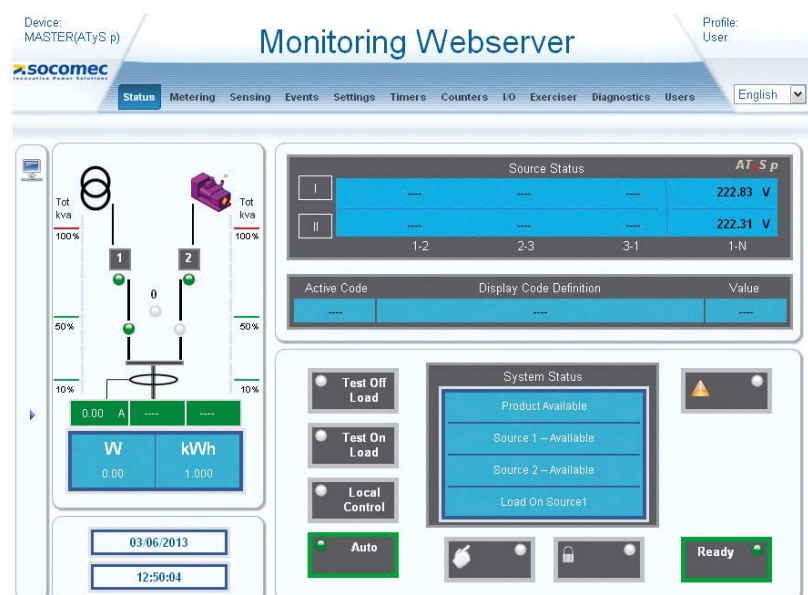 Device:
MASTER(ATyS p)
Monitoring Webserver
Profile:
User
socomec
Innovative Power Solutions
Status Metering Sensing Events Settings Timers Counters I/O Exerciser Diagnostics Users
English
Tot
kva
100%
50%
10%
1
2
0
Tot
kva
100%
50%
10%
0.00 A ---- ----
W kWh
0.00 1.000
03/06/2013
12:50:04
Source Status
ATyS p
I ---- ---- ---- 222.83 V
II ---- ---- ---- 222.31 V
1-2 2-3 3-1 1-N
Active Code Display Code Definition Value
---- ---- ----
Test Off
Load
Test On
Load
Local
Control
Auto
System Status
Product Available
Source 1 – Available
Source 2 – Available
Load On Source1
Ready